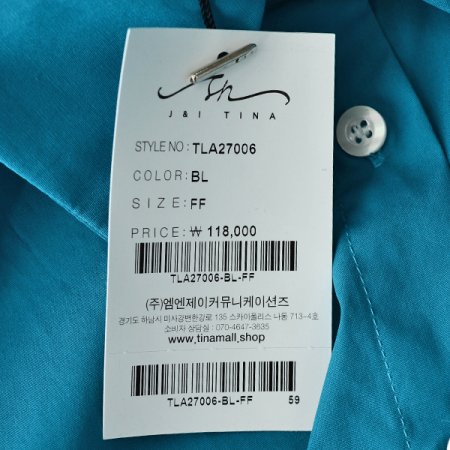 J&I TINA
STYLE NO: TLA27006
COLOR: BL
SIZE: FF
PRICE: ₩ 118,000
TLA27006-BL-FF
(주)엠엔제이커뮤니케이션즈
경기도 하남시 미사강변한강로 135 스카이폴리스 나동 713-4호
소비자 상담실 : 070-4647-3635
www.tinamall.shop
TLA27006-BL-FF 59